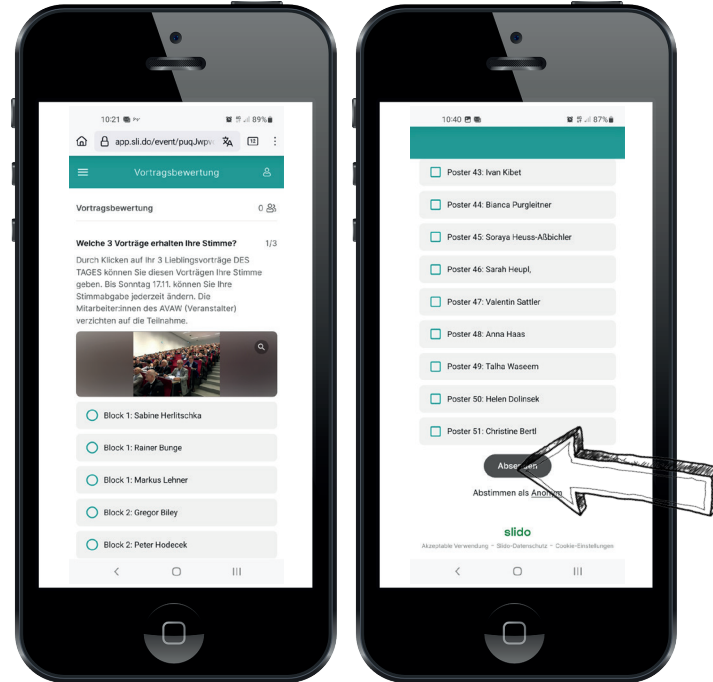 10:21
89%
app.sli.do/event/puqJwpv
12
Vortragsbewertung
Vortragsbewertung
0
Welche 3 Vorträge erhalten Ihre Stimme?
1/3
Durch Klicken auf Ihr 3 Lieblingsvorträge DES
TAGES können Sie diesen Vorträgen Ihre Stimme
geben. Bis Sonntag 17.11. können Sie Ihre
Stimmabgabe jederzeit ändern. Die
Mitarbeiter:innen des AVAW (Veranstalter)
verzichten auf die Teilnahme.
Block 1: Sabine Herlitschka
Block 1: Rainer Bunge
Block 1: Markus Lehner
Block 2: Gregor Biley
Block 2: Peter Hodecek
10:40
87%
Poster 43: Ivan Kibet
Poster 44: Bianca Purgleitner
Poster 45: Soraya Heuss-Aßbichler
Poster 46: Sarah Heupl,
Poster 47: Valentin Sattler
Poster 48: Anna Haas
Poster 49: Talha Waseem
Poster 50: Helen Dolinsek
Poster 51: Christine Bertl
Absenden
Abstimmen als Anonym
slido
Akzeptable Verwendung - Slido-Datenschutz - Cookie-Einstellungen